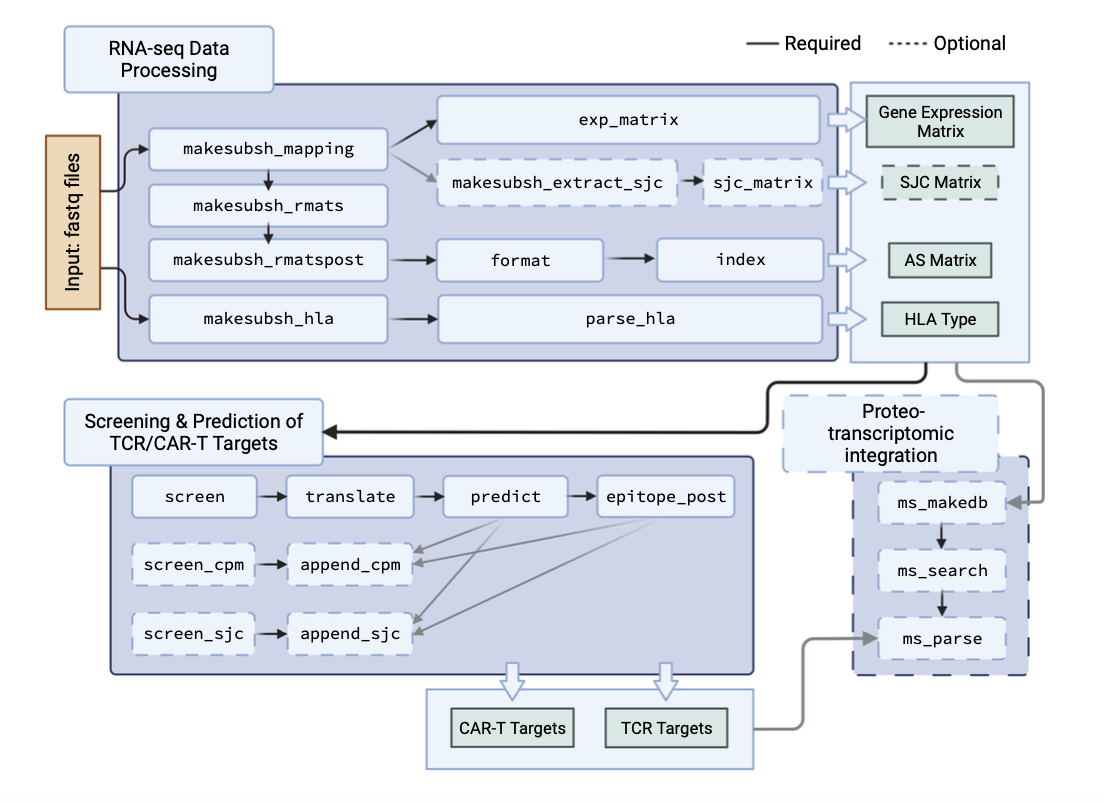 RNA-seq Data
Processing
Required
Optional
Input: fastq files
makesubsh_mapping
exp_matrix
Gene Expression
Matrix
makesubsh_extract_sjc
sjc_matrix
SJC Matrix
makesubsh_rmats
makesubsh_rmatspost
format
index
AS Matrix
makesubsh_hla
parse_hla
HLA Type
Screening & Prediction of
TCR/CAR-T Targets
Proteo-
transcriptomic
integration
screen
translate
predict
epitope_post
ms_makedb
screen_cpm
append_cpm
ms_search
screen_sjc
append_sjc
ms_parse
CAR-T Targets
TCR Targets